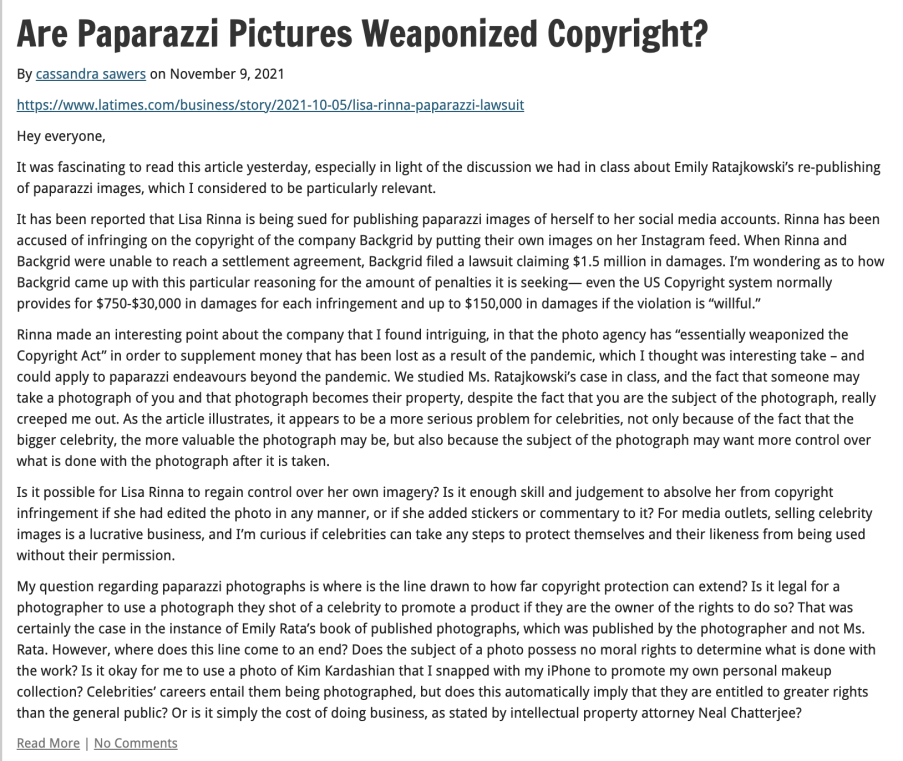 Are Paparazzi Pictures Weaponized Copyright?
By cassandra sawers on November 9, 2021
https://www.latimes.com/business/story/2021-10-05/lisa-rinna-paparazzi-lawsuit
Hey everyone,
It was fascinating to read this article yesterday, especially in light of the discussion we had in class about Emily Ratajkowski’s re-publishing
of paparazzi images, which I considered to be particularly relevant.
It has been reported that Lisa Rinna is being sued for publishing paparazzi images of herself to her social media accounts. Rinna has been
accused of infringing on the copyright of the company Backgrid by putting their own images on her Instagram feed. When Rinna and
Backgrid were unable to reach a settlement agreement, Backgrid filed a lawsuit claiming $1.5 million in damages. I’m wondering as to how
Backgrid came up with this particular reasoning for the amount of penalties it is seeking— even the US Copyright system normally
provides for $750-$30,000 in damages for each infringement and up to $150,000 in damages if the violation is “willful.”
Rinna made an interesting point about the company that I found intriguing, in that the photo agency has “essentially weaponized the
Copyright Act” in order to supplement money that has been lost as a result of the pandemic, which I thought was interesting take – and
could apply to paparazzi endeavours beyond the pandemic. We studied Ms. Ratajkowski’s case in class, and the fact that someone may
take a photograph of you and that photograph becomes their property, despite the fact that you are the subject of the photograph, really
creeped me out. As the article illustrates, it appears to be a more serious problem for celebrities, not only because of the fact that the
bigger celebrity, the more valuable the photograph may be, but also because the subject of the photograph may want more control over
what is done with the photograph after it is taken.
Is it possible for Lisa Rinna to regain control over her own imagery? Is it enough skill and judgement to absolve her from copyright
infringement if she had edited the photo in any manner, or if she added stickers or commentary to it? For media outlets, selling celebrity
images is a lucrative business, and I’m curious if celebrities can take any steps to protect themselves and their likeness from being used
without their permission.
My question regarding paparazzi photographs is where is the line drawn to how far copyright protection can extend? Is it legal for a
photographer to use a photograph they shot of a celebrity to promote a product if they are the owner of the rights to do so? That was
certainly the case in the instance of Emily Rata’s book of published photographs, which was published by the photographer and not Ms.
Rata. However, where does this line come to an end? Does the subject of a photo possess no moral rights to determine what is done with
the work? Is it okay for me to use a photo of Kim Kardashian that I snapped with my iPhone to promote my own personal makeup
collection? Celebrities’ careers entail them being photographed, but does this automatically imply that they are entitled to greater rights
than the general public? Or is it simply the cost of doing business, as stated by intellectual property attorney Neal Chatterjee?
Read More | No Comments